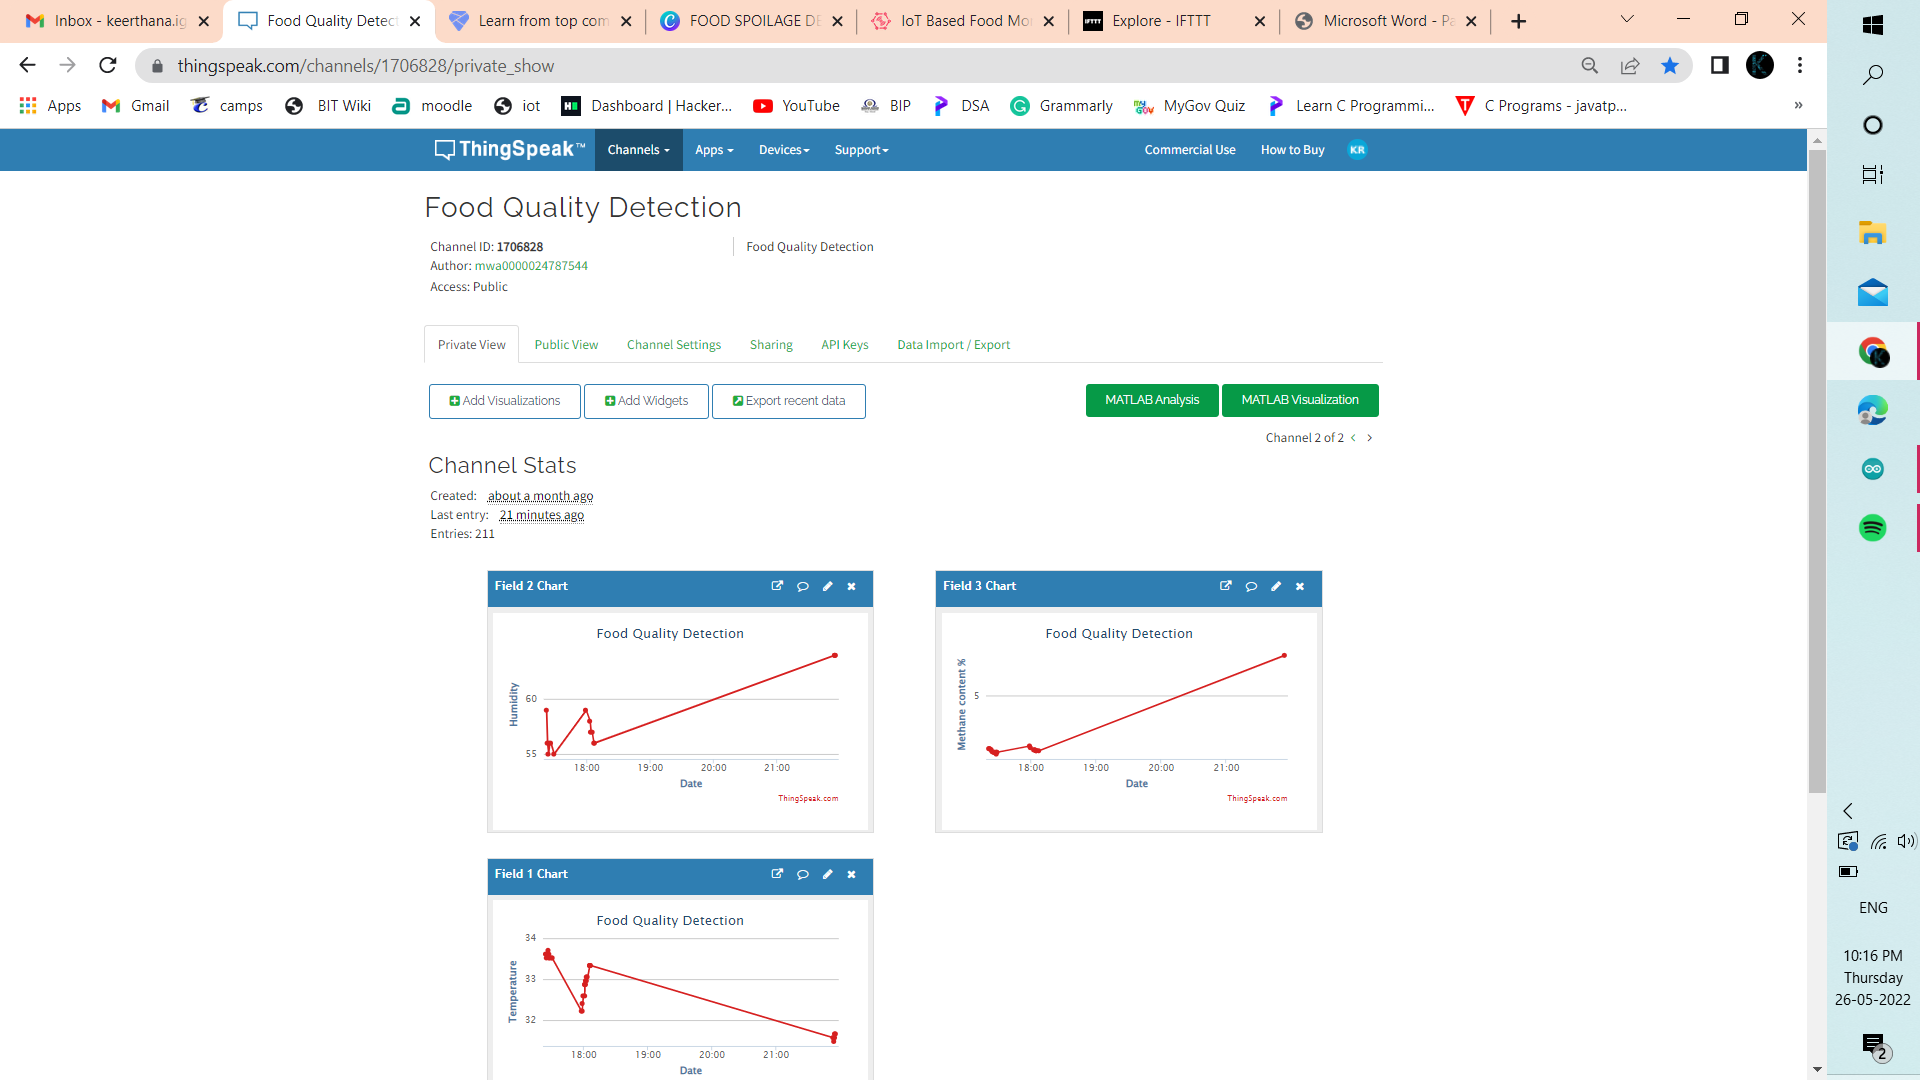 Inbox - keerthana.ig
Food Quality Detect
Learn from top com
FOOD SPOILAGE DE
IoT Based Food Mo
IFTTT
Explore - IFTTT
Microsoft Word - Pa
thingspeak.com/channels/1706828/private_show
Apps
Gmail
camps
BIT Wiki
moodle
iot
Dashboard | Hacker...
YouTube
BIP
DSA
Grammarly
MyGov Quiz
Learn C Programmi...
C Programs - javatp...
»
ThingSpeak™
Channels
Apps
Devices
Support
Commercial Use
How to Buy
KR
Food Quality Detection
Channel ID: 1706828
Author: mwa0000024787544
Access: Public
Food Quality Detection
Private View
Public View
Channel Settings
Sharing
API Keys
Data Import / Export
Add Visualizations
Add Widgets
Export recent data
MATLAB Analysis
MATLAB Visualization
Channel 2 of 2 < >
Channel Stats
Created: about a month ago
Last entry: 21 minutes ago
Entries: 211
Field 2 Chart
Food Quality Detection
Humidity
60
55
18:00 19:00 20:00 21:00
Date
ThingSpeak.com
Field 3 Chart
Food Quality Detection
Methane content %
5
18:00 19:00 20:00 21:00
Date
ThingSpeak.com
Field 1 Chart
Food Quality Detection
Temperature
34
33
32
18:00 19:00 20:00 21:00
Date
ENG
10:16 PM
Thursday
26-05-2022
2